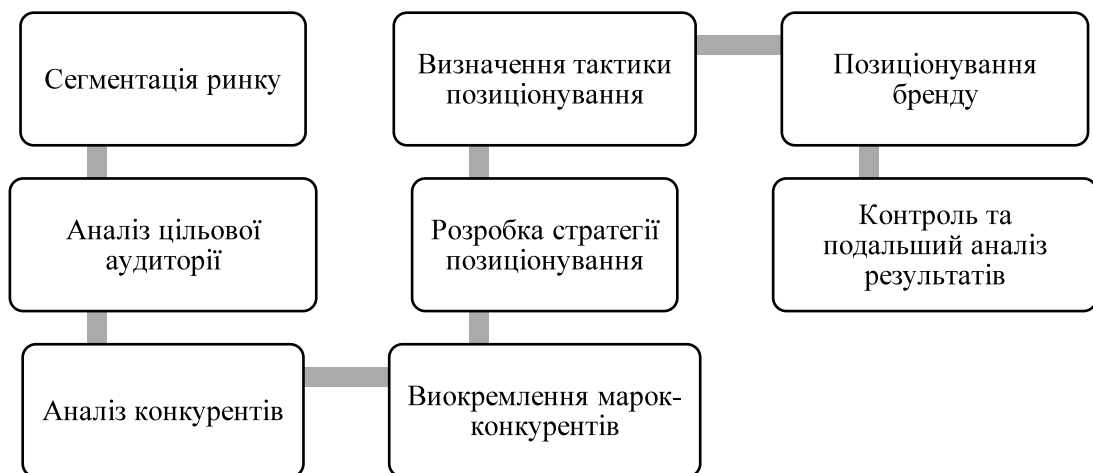 Сегментація ринку
Аналіз цільової
аудиторії
Аналіз конкурентів
Виокремлення марок-
конкурентів
Розробка стратегії
позиціонування
Визначення тактики
позиціонування
Позиціонування
бренду
Контроль та
подальший аналіз
результатів